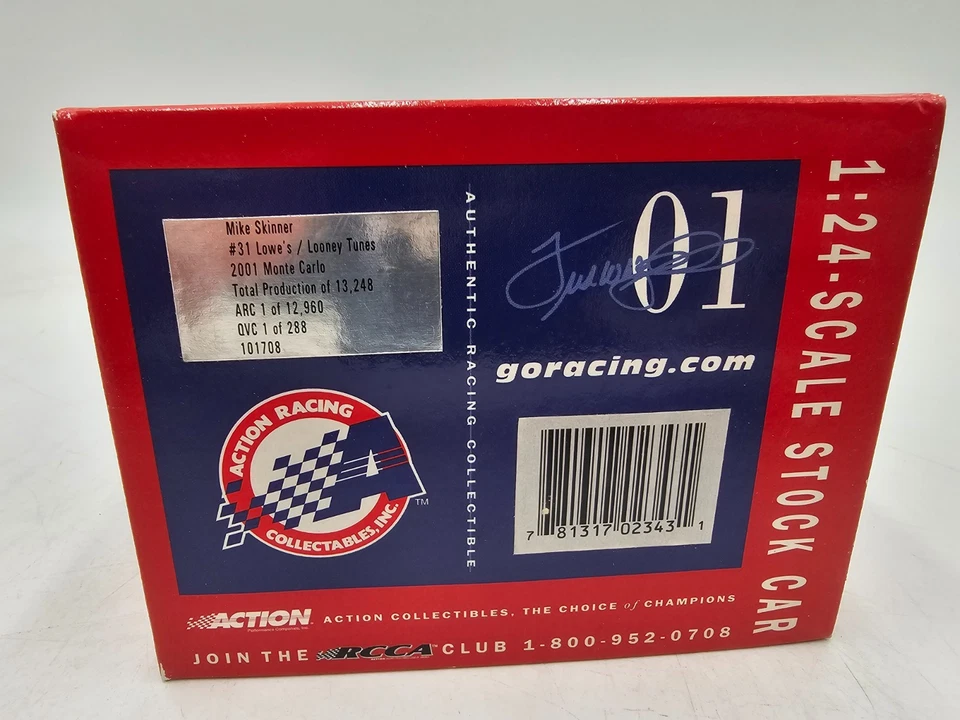 Mike Skinner
#31 Lowe's / Looney Tunes
2001 Monte Carlo
Total Production of 13,248
ARC 1 of 12,960
QVC 1 of 288
101708
ACTION RACING
COLLECTABLES, INC.
TM
AUTHENTIC RACING COLLECTIBLE
01
goracing.com
7 81317 02343 1
1:24-SCALE STOCK CAR
ACTION
ACTION COLLECTIBLES, THE CHOICE of CHAMPIONS
JOIN THE RCCA CLUB 1-800-952-0708